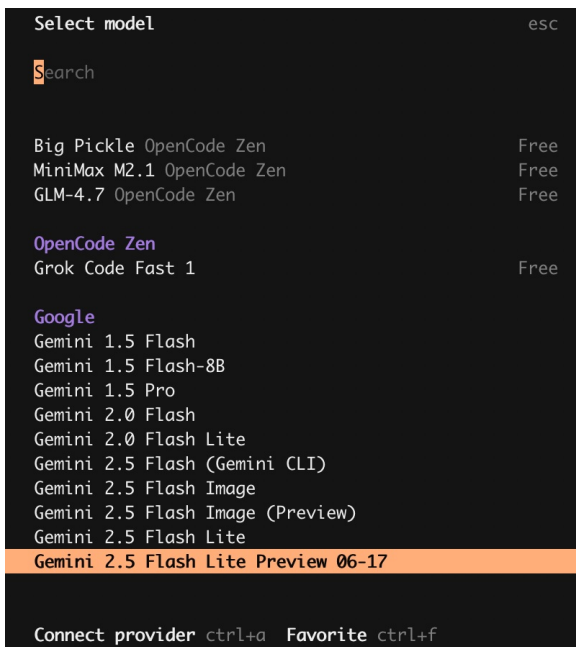 Select model esc
Search
Big Pickle OpenCode Zen Free
MiniMax M2.1 OpenCode Zen Free
GLM-4.7 OpenCode Zen Free
OpenCode Zen
Grok Code Fast 1 Free
Google
Gemini 1.5 Flash
Gemini 1.5 Flash-8B
Gemini 1.5 Pro
Gemini 2.0 Flash
Gemini 2.0 Flash Lite
Gemini 2.5 Flash (Gemini CLI)
Gemini 2.5 Flash Image
Gemini 2.5 Flash Image (Preview)
Gemini 2.5 Flash Lite
Gemini 2.5 Flash Lite Preview 06-17
Connect provider ctrl+a Favorite ctrl+f